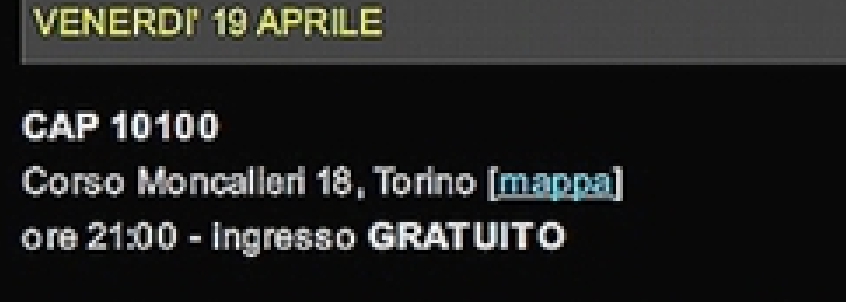 VENERDI' 19 APRILE
CAP 10100
Corso Moncalieri 18, Torino [mappa]
ore 21:00 - ingresso GRATUITO